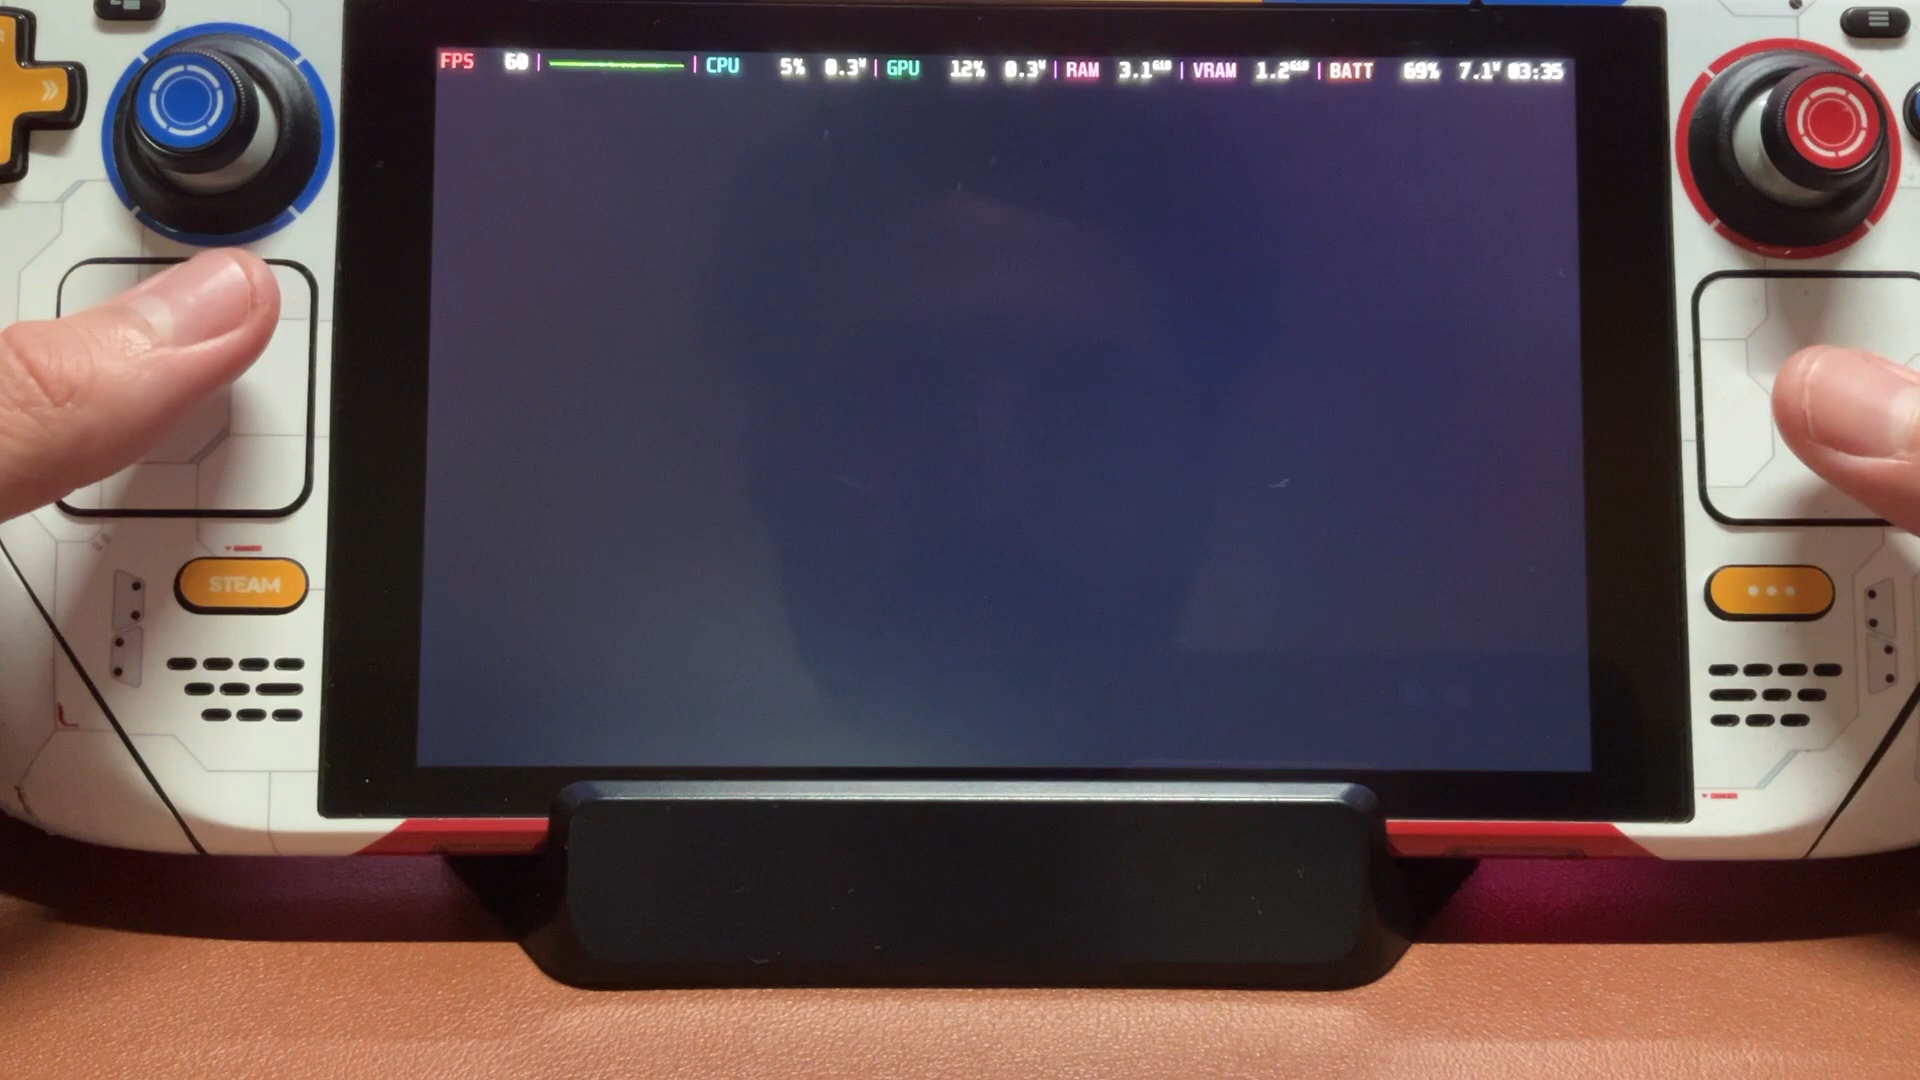 FPS 60 | | CPU 5% 0.3W | GPU 12% 0.3W | RAM 3.1GiB | VRAM 1.2GiB | BATT 69% 7.1W 03:35
STEAM